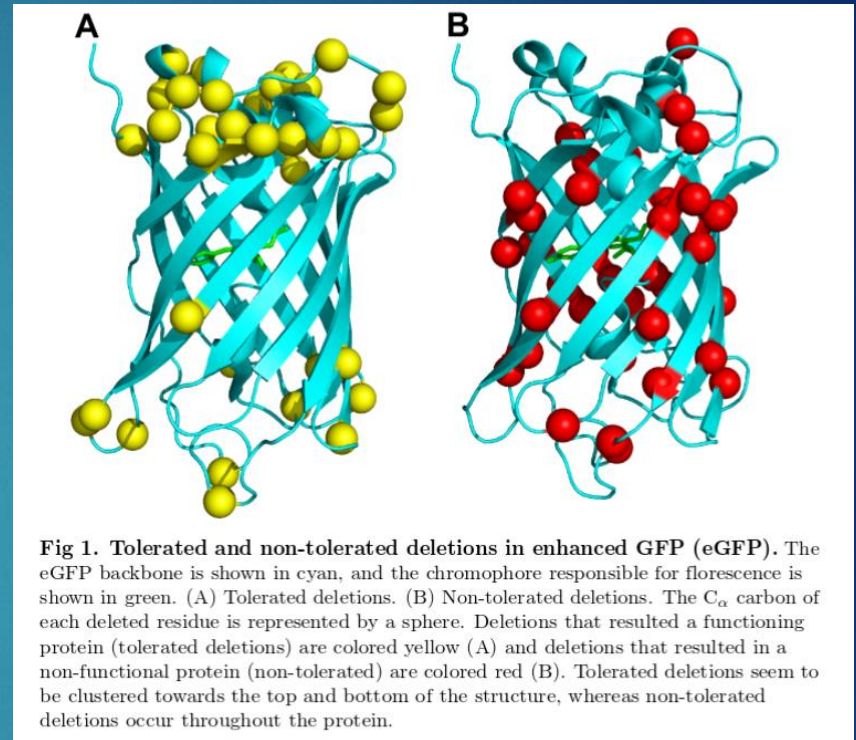 A
B
Fig 1. Tolerated and non-tolerated deletions in enhanced GFP (eGFP). The
eGFP backbone is shown in cyan, and the chromophore responsible for florescence is
shown in green. (A) Tolerated deletions. (B) Non-tolerated deletions. The Cα carbon of
each deleted residue is represented by a sphere. Deletions that resulted a functioning
protein (tolerated deletions) are colored yellow (A) and deletions that resulted in a
non-functional protein (non-tolerated) are colored red (B). Tolerated deletions seem to
be clustered towards the top and bottom of the structure, whereas non-tolerated
deletions occur throughout the protein.